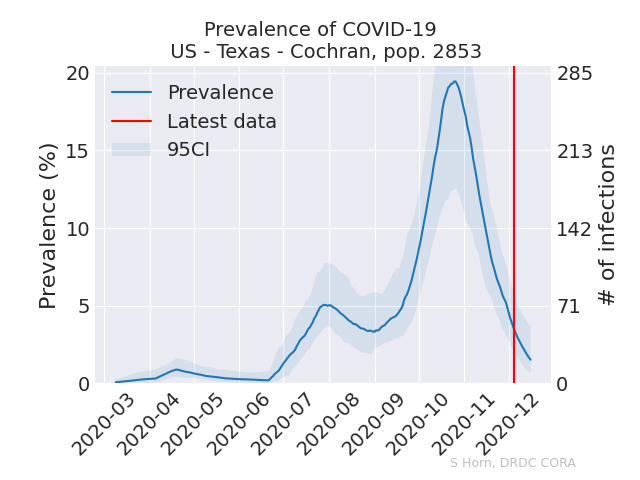 Prevalence of COVID-19
US - Texas - Cochran, pop. 2853
Prevalence
Latest data
95CI
Prevalence (%)
20
15
10
5
0
285
213
142
71
0
# of infections
2020-03
2020-04
2020-05
2020-06
2020-07
2020-08
2020-09
2020-10
2020-11
2020-12
S Horn, DRDC CORA